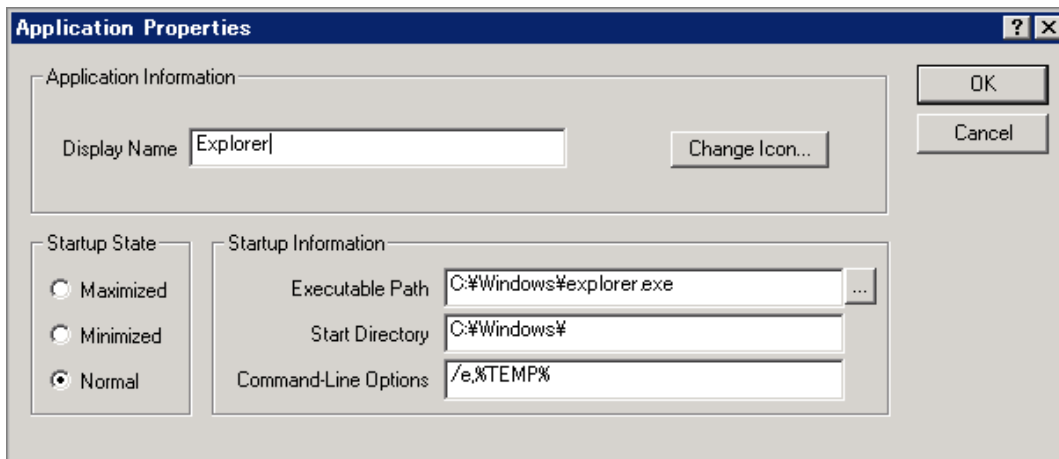 Application Properties
Application Information
OK
Display Name Explorer Change Icon...
Cancel
Startup State
Startup Information
Maximized
Executable Path C:¥Windows¥explorer.exe ...
Minimized
Start Directory C:¥Windows¥
Normal
Command-Line Options /e,%TEMP%